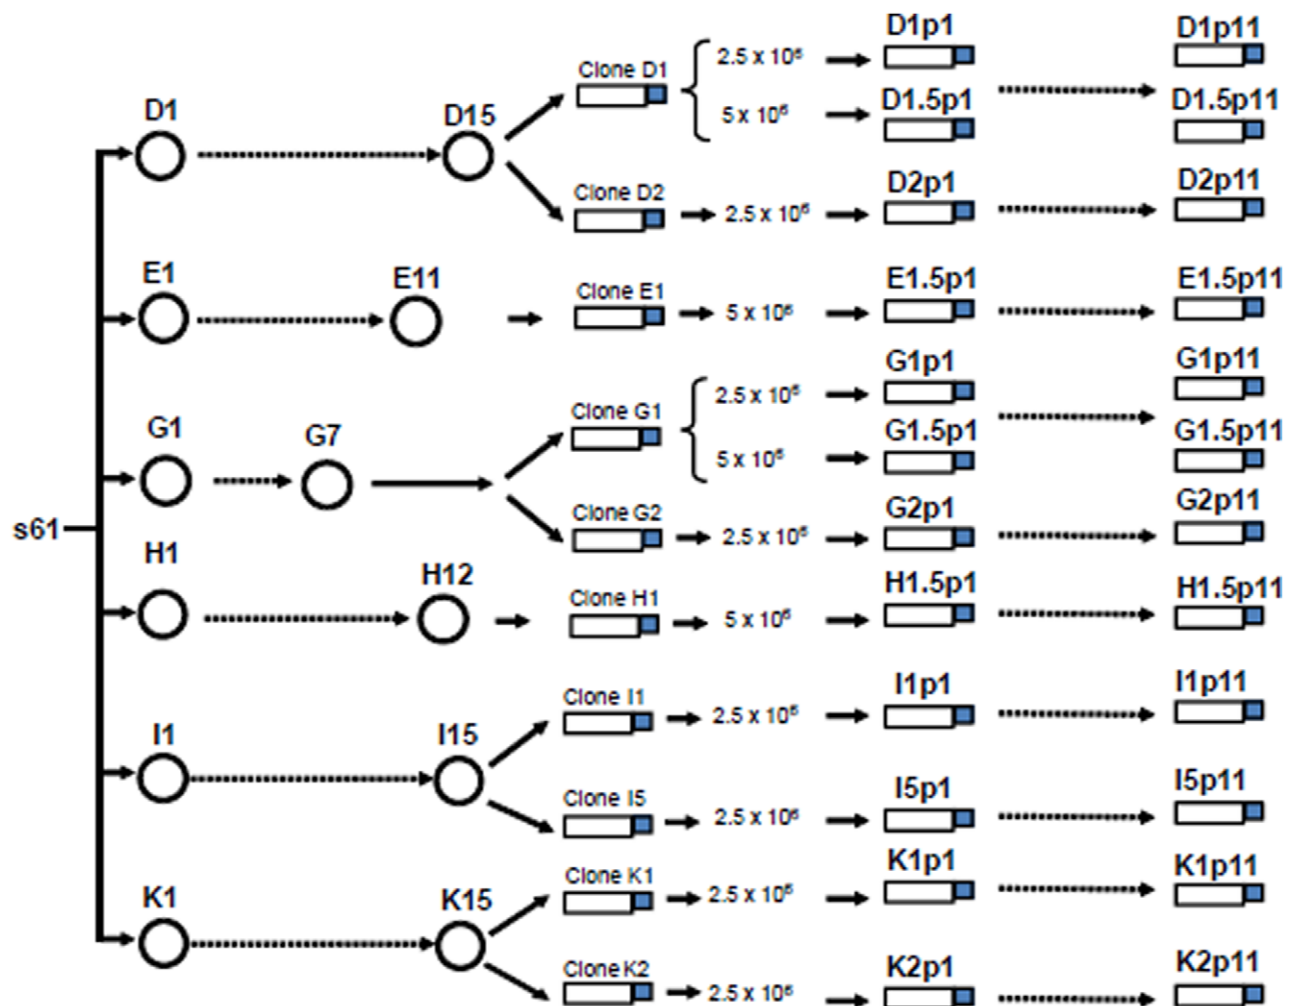 D1p1
D1p11
Clone D1
2.5 x 10⁶
D1
D15
5 x 10⁶
D1.5p1
D1.5p11
Clone D2
2.5 x 10⁶
D2p1
D2p11
E1
E11
Clone E1
5 x 10⁶
E1.5p1
E1.5p11
G1p1
G1p11
2.5 x 10⁶
G1
G7
Clone G1
5 x 10⁶
G1.5p1
G1.5p11
Clone G2
2.5 x 10⁶
G2p1
G2p11
s61
H1
H12
Clone H1
5 x 10⁶
H1.5p1
H1.5p11
Clone I1
2.5 x 10⁶
I1p1
I1p11
I1
I15
Clone I5
2.5 x 10⁶
I5p1
I5p11
Clone K1
2.5 x 10⁶
K1p1
K1p11
K1
K15
Clone K2
2.5 x 10⁶
K2p1
K2p11